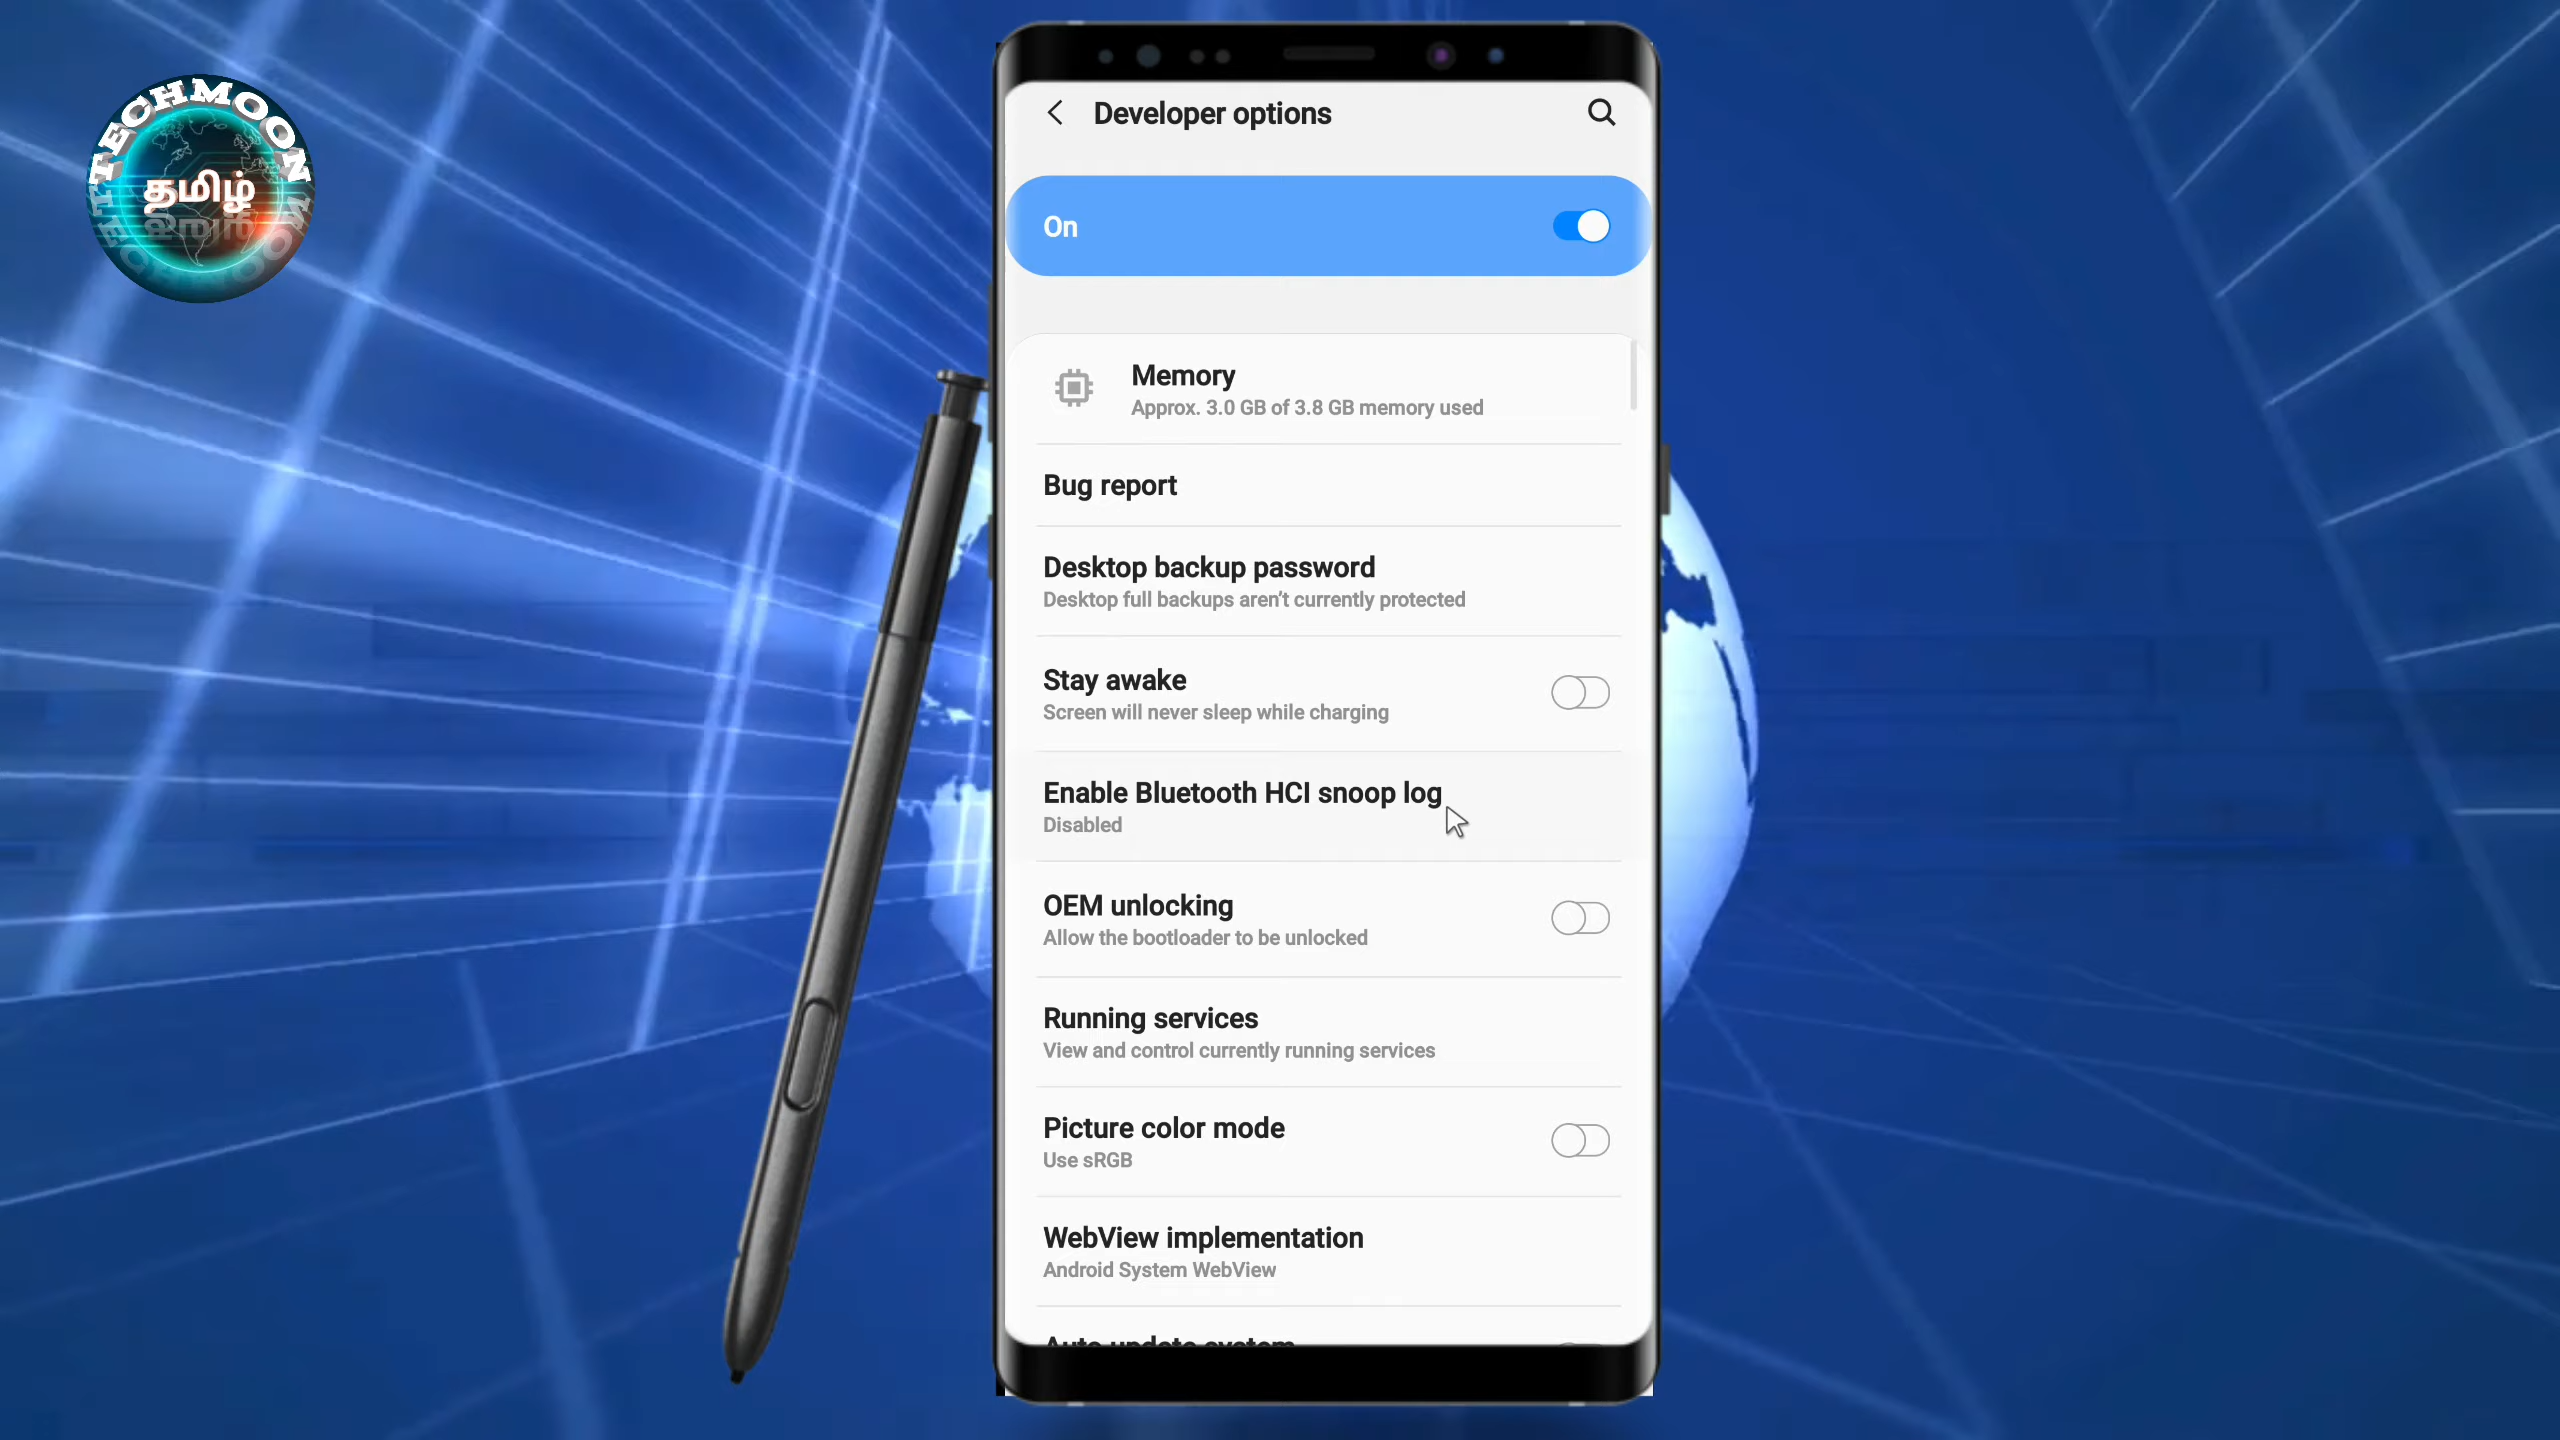 TECHMOON
தமிழ்
Developer options
On
Memory
Approx. 3.0 GB of 3.8 GB memory used
Bug report
Desktop backup password
Desktop full backups aren't currently protected
Stay awake
Screen will never sleep while charging
Enable Bluetooth HCI snoop log
Disabled
OEM unlocking
Allow the bootloader to be unlocked
Running services
View and control currently running services
Picture color mode
Use sRGB
WebView implementation
Android System WebView
Auto update system